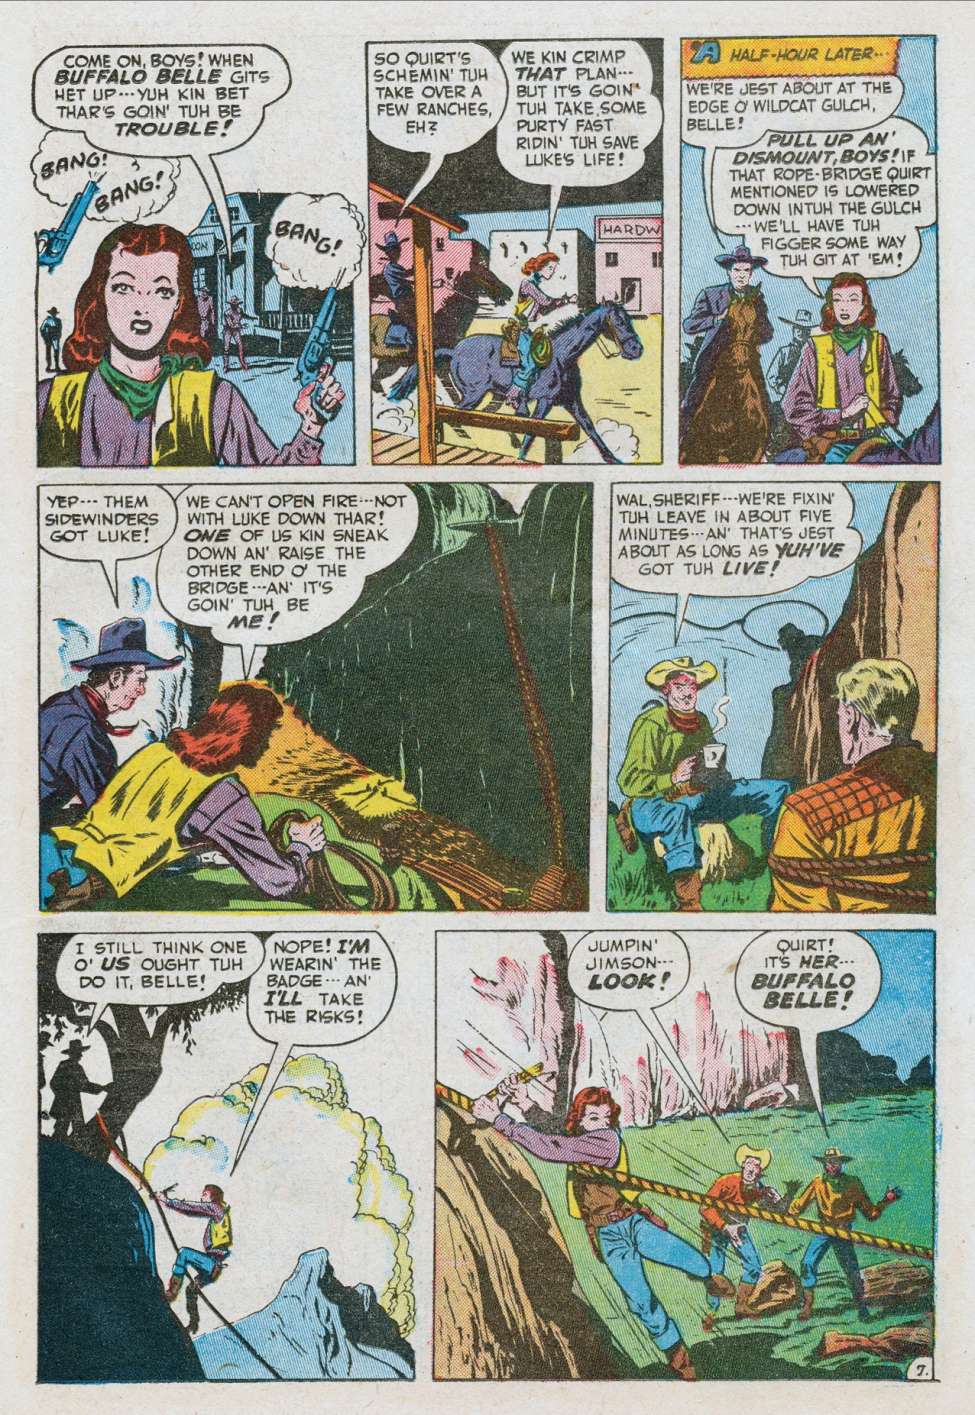 COME ON, BOYS! WHEN
BUFFALO BELLE GITS
HET UP---YUH KIN BET
THAR'S GOIN' TUH BE
TROUBLE!
BANG!
BANG!
BANG!
SO QUIRT'S
SCHEMIN' TUH
TAKE OVER A
FEW RANCHES,
EH?
WE KIN CRIMP
THAT PLAN---
BUT IT'S GOIN'
TUH TAKE SOME
PURTY FAST
RIDIN' TUH SAVE
LUKE'S LIFE!
HARDW
A HALF-HOUR LATER--
WE'RE JEST ABOUT AT THE
EDGE O' WILDCAT GULCH,
BELLE!
PULL UP AN'
DISMOUNT, BOYS! IF
THAT ROPE-BRIDGE QUIRT
MENTIONED IS LOWERED
DOWN INTUH THE GULCH
---WE'LL HAVE TUH
FIGGER SOME WAY
TUH GIT AT 'EM!
YEP--- THEM
SIDEWINDERS
GOT LUKE!
WE CAN'T OPEN FIRE---NOT
WITH LUKE DOWN THAR!
ONE OF US KIN SNEAK
DOWN AN' RAISE THE
OTHER END O' THE
BRIDGE---AN' IT'S
GOIN' TUH BE
ME!
WAL, SHERIFF---WE'RE FIXIN'
TUH LEAVE IN ABOUT FIVE
MINUTES---AN' THAT'S JEST
ABOUT AS LONG AS YUH'VE
GOT TUH LIVE!
I STILL THINK ONE
O' US OUGHT TUH
DO IT, BELLE!
NOPE! I'M
WEARIN' THE
BADGE---AN'
I'LL TAKE
THE RISKS!
JUMPIN'
JIMSON---
LOOK!
QUIRT!
IT'S HER---
BUFFALO
BELLE!
7.